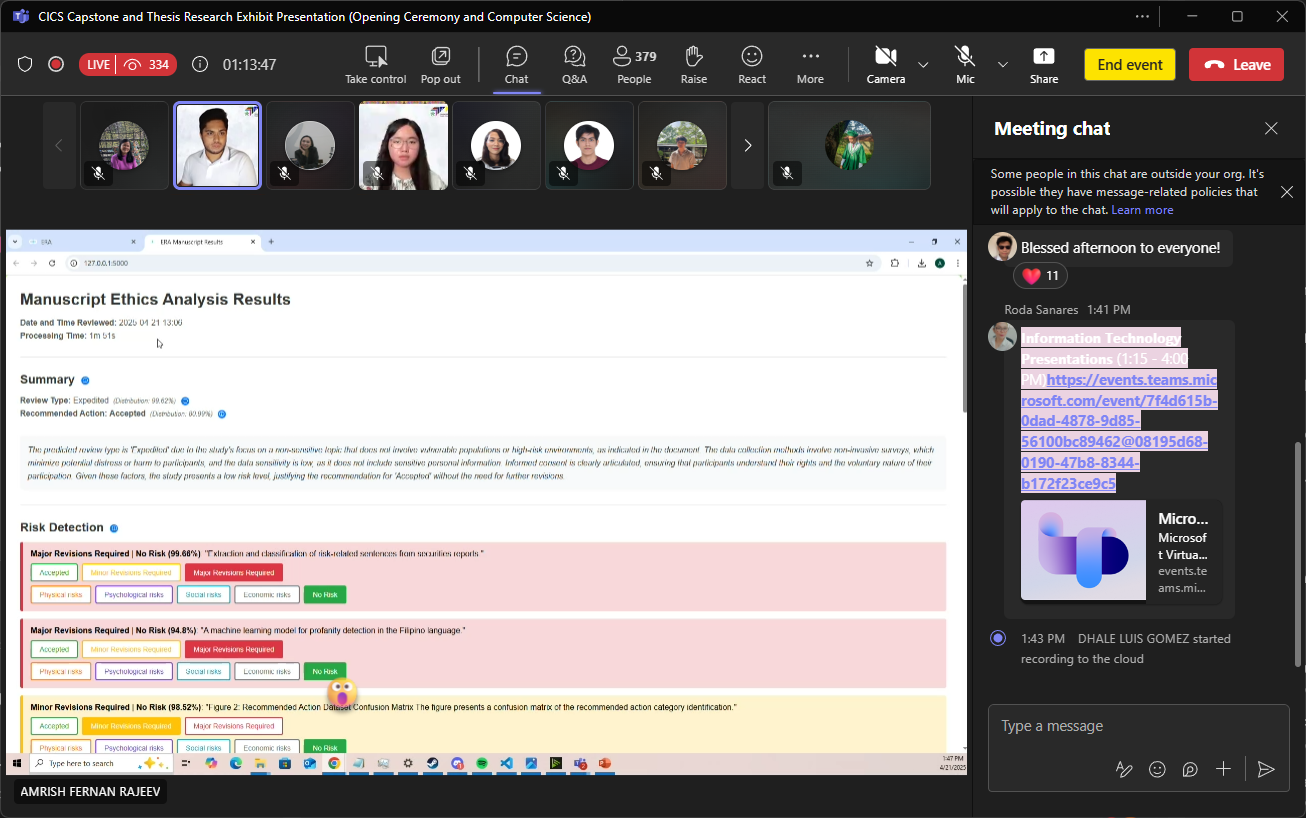 CICS Capstone and Thesis Research Exhibit Presentation (Opening Ceremony and Computer Science)
LIVE 334
01:13:47
Take control
Pop out
Chat
Q&A
379
People
Raise
React
More
Camera
Mic
Share
End event
Leave
ERA
ERA Manuscript Results
127.0.0.1:5000
Manuscript Ethics Analysis Results
Date and Time Reviewed: 2025-04-21 13:06
Processing Time: 1m 51s
Summary
Review Type: Expedited (Distribution: 99.62%)
Recommended Action: Accepted (Distribution: 60.99%)
The predicted review type is 'Expedited' due to the study's focus on a non-sensitive topic that does not involve vulnerable populations or high-risk environments, as indicated in the document. The data collection methods involve non-invasive surveys, which
minimize potential distress or harm to participants, and the data sensitivity is low, as it does not include sensitive personal information. Informed consent is clearly articulated, ensuring that participants understand their rights and the voluntary nature of their
participation. Given these factors, the study presents a low risk level, justifying the recommendation for 'Accepted' without the need for further revisions.
Risk Detection
Major Revisions Required | No Risk (99.66%) "Extraction and classification of risk-related sentences from securities reports."
Accepted Minor Revisions Required Major Revisions Required
Physical risks Psychological risks Social risks Economic risks No Risk
Major Revisions Required | No Risk (94.8%): "A machine learning model for profanity detection in the Filipino language."
Accepted Minor Revisions Required Major Revisions Required
Physical risks Psychological risks Social risks Economic risks No Risk
Minor Revisions Required | No Risk (98.52%): "Figure 2: Recommended Action Dataset Confusion Matrix The figure presents a confusion matrix of the recommended action category identification."
Accepted Minor Revisions Required Major Revisions Required
Physical risks Psychological risks Social risks Economic risks No Risk
Type here to search
1:47 PM
4/21/2025
AMRISH FERNAN RAJEEV
Meeting chat
Some people in this chat are outside your org. It's
possible they have message-related policies that
will apply to the chat. Learn more
Blessed afternoon to everyone!
11
Roda Sanares 1:41 PM
Information Technology
Presentations (1:15 - 4:00
PM)https://events.teams.mic
rosoft.com/event/7f4d615b-
0dad-4878-9d85-
56100bc89462@08195d68-
0190-47b8-8344-
b172f23ce9c5
Micro...
Microsof
t Virtua...
events.te
ams.mi...
1:43 PM DHALE LUIS GOMEZ started
recording to the cloud
Type a message